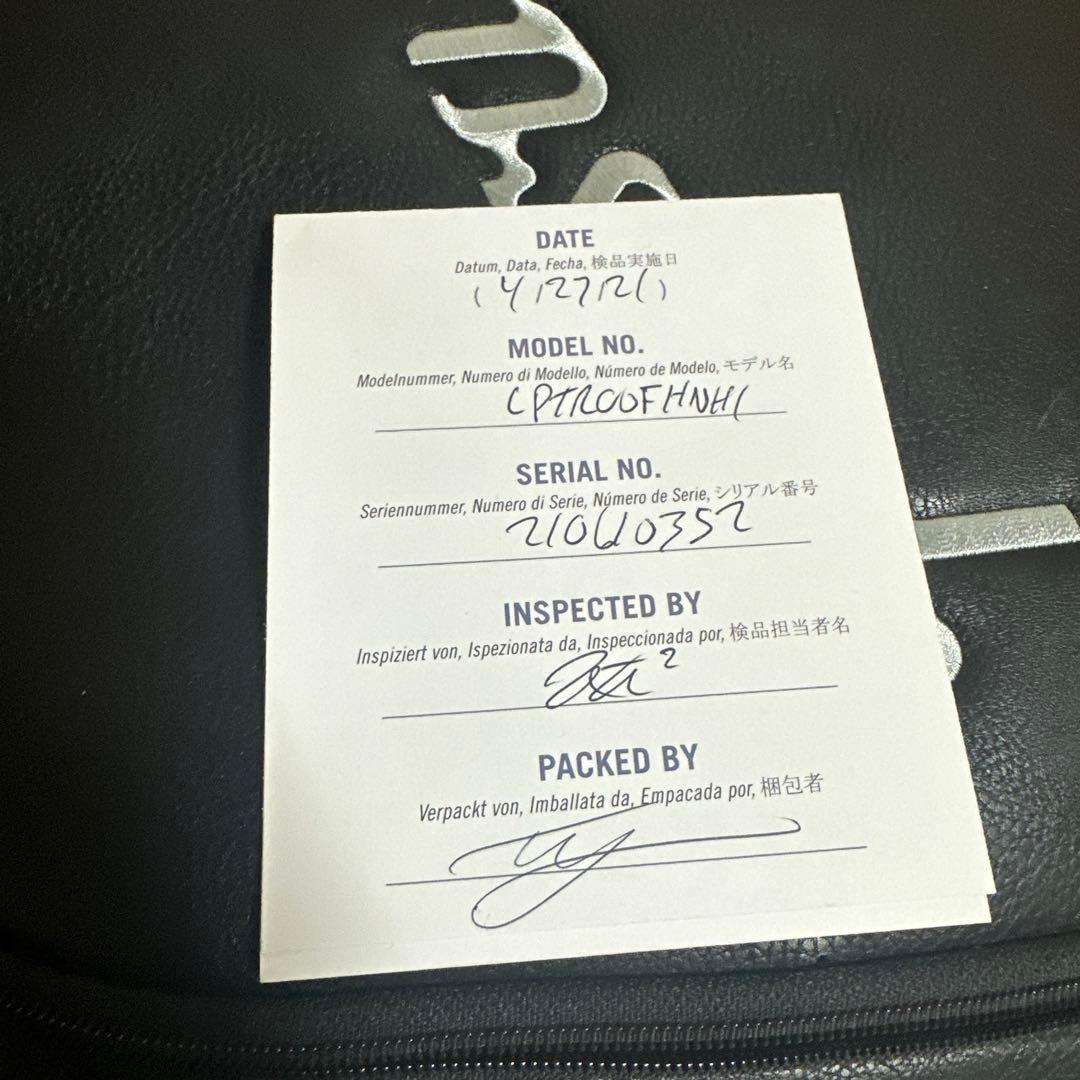 DATE
Datum, Data, Fecha, 検品実施日
(4/27/21)
MODEL NO.
Modelnummer, Numero di Modello, Número de Modelo, モデル名
CPTR00FHNH1
SERIAL NO.
Seriennummer, Numero di Serie, Número de Serie, シリアル番号
210610352
INSPECTED BY
Inspiziert von, Ispezionata da, Inspeccionada por, 検品担当者名
PACKED BY
Verpackt von, Imballata da, Empacada por, 梱包者